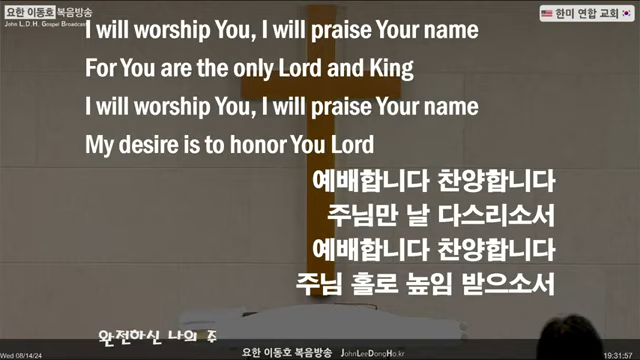 요한 이동호 복음방송
John L.D.H. Gospel Broadcast
한미 연합 교회
I will worship You, I will praise Your name
For You are the only Lord and King
I will worship You, I will praise Your name
My desire is to honor You Lord
예배합니다 찬양합니다
주님만 날 다스리소서
예배합니다 찬양합니다
주님 홀로 높임 받으소서
완전하신 나의 주
Wed 08/14/24
요한 이동호 복음방송 JohnLeeDongHo.kr
19:31:57